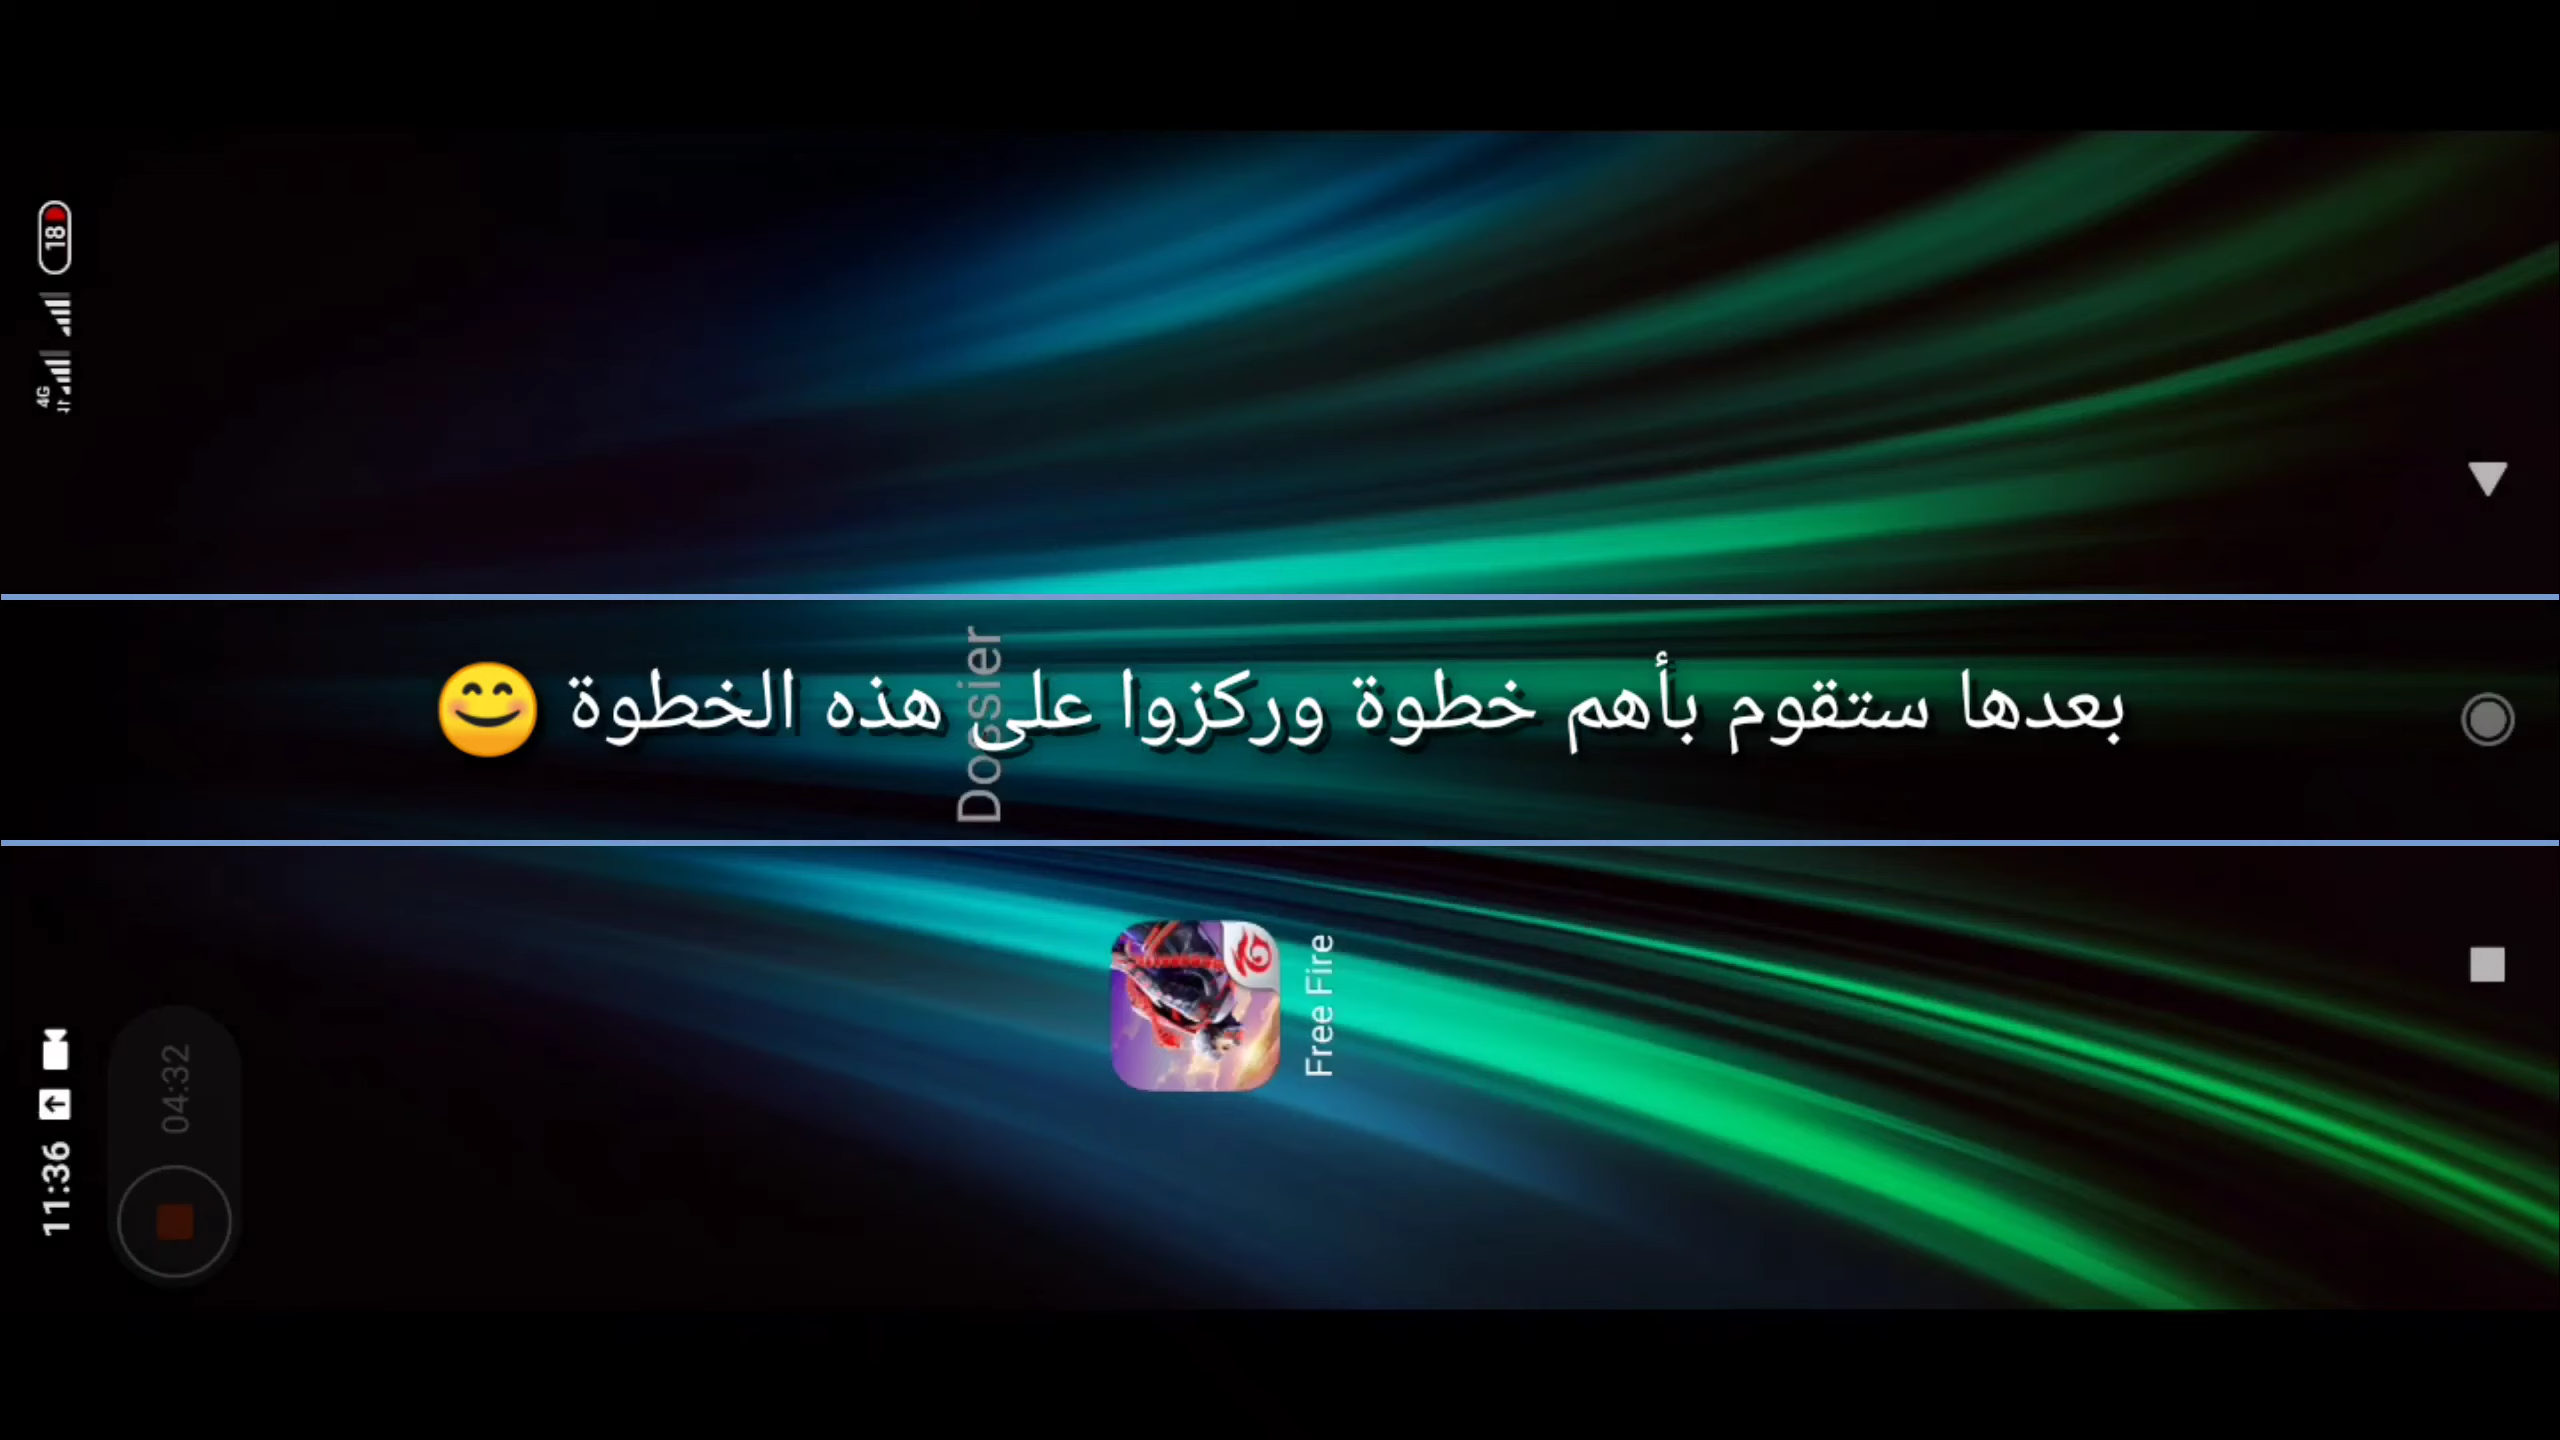 11:36
4G
18
04:32
Dossier
بعدها ستقوم بأهم خطوة وركزوا على هذه الخطوة 😊
Free Fire